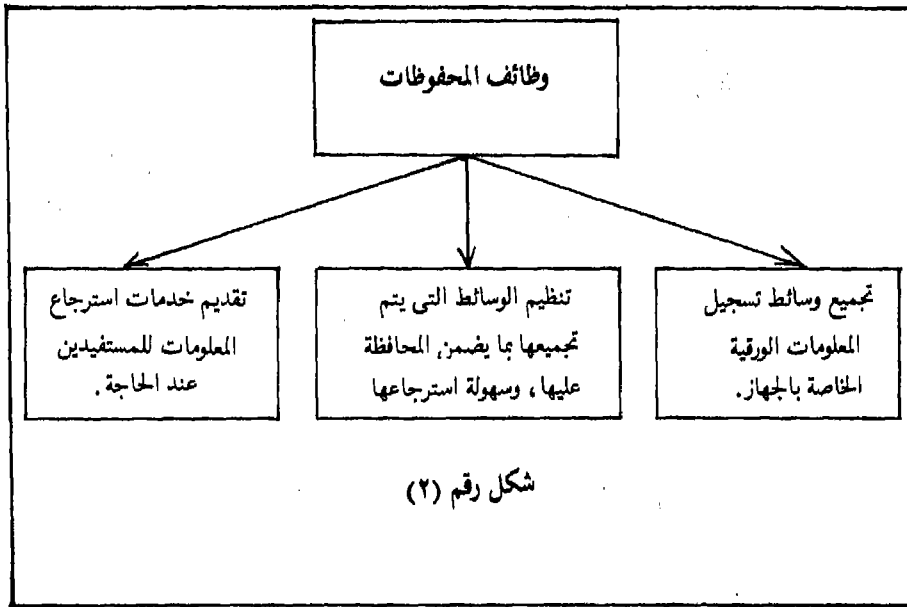 وظائف المحفوظات
تجميع وسائط تسجيل
المعلومات الورقية
الخاصة بالجهاز.
تنظيم الوسائط التى يتم
تجميعها بما يضمن المحافظة
عليها، وسهولة استرجاعها
تقديم خدمات استرجاع
المعلومات للمستفيدين
عند الحاجة.
شكل رقم (٢)